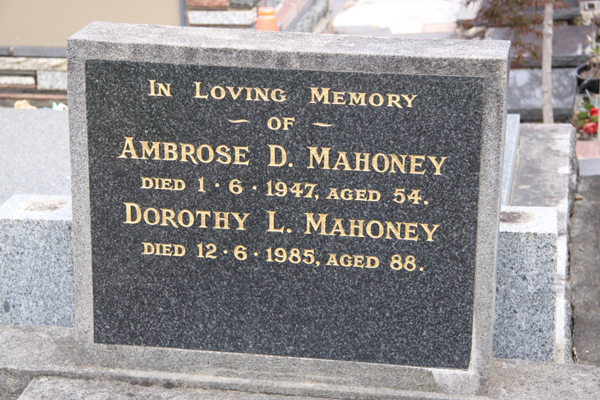 In Loving Memory
~ OF ~
Ambrose D. Mahoney
DIED 1·6·1947, AGED 54.
Dorothy L. Mahoney
DIED 12·6·1985, AGED 88.